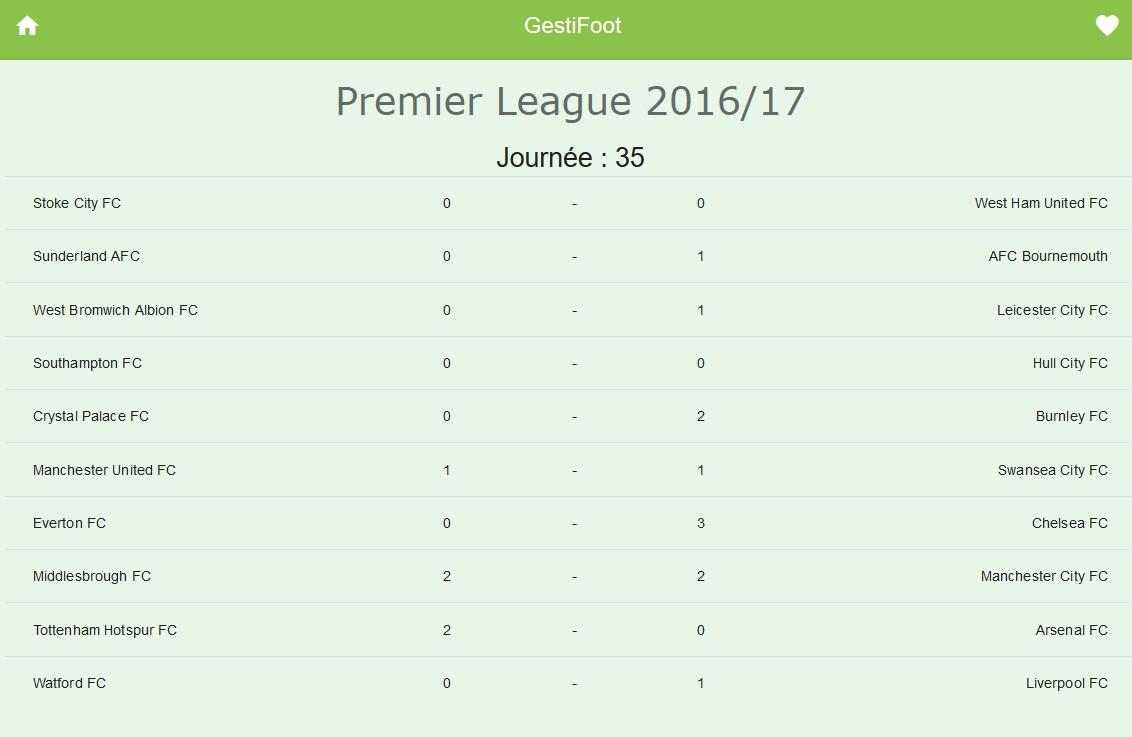 GestiFoot
Premier League 2016/17
Journée : 35
Stoke City FC 0 - 0 West Ham United FC
Sunderland AFC 0 - 1 AFC Bournemouth
West Bromwich Albion FC 0 - 1 Leicester City FC
Southampton FC 0 - 0 Hull City FC
Crystal Palace FC 0 - 2 Burnley FC
Manchester United FC 1 - 1 Swansea City FC
Everton FC 0 - 3 Chelsea FC
Middlesbrough FC 2 - 2 Manchester City FC
Tottenham Hotspur FC 2 - 0 Arsenal FC
Watford FC 0 - 1 Liverpool FC